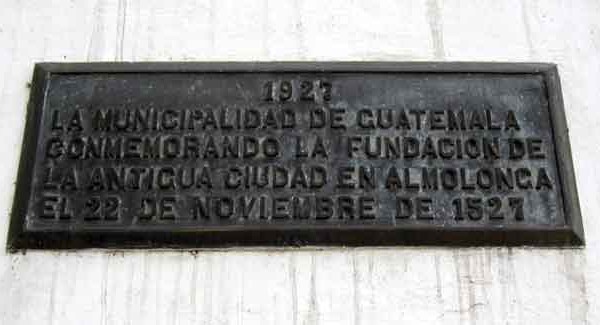 1927
LA MUNICIPALIDAD DE GUATEMALA
CONMEMORANDO LA FUNDACION DE
LA ANTIGUA CIUDAD EN ALMOLONGA
EL 22 DE NOVIEMBRE DE 1527